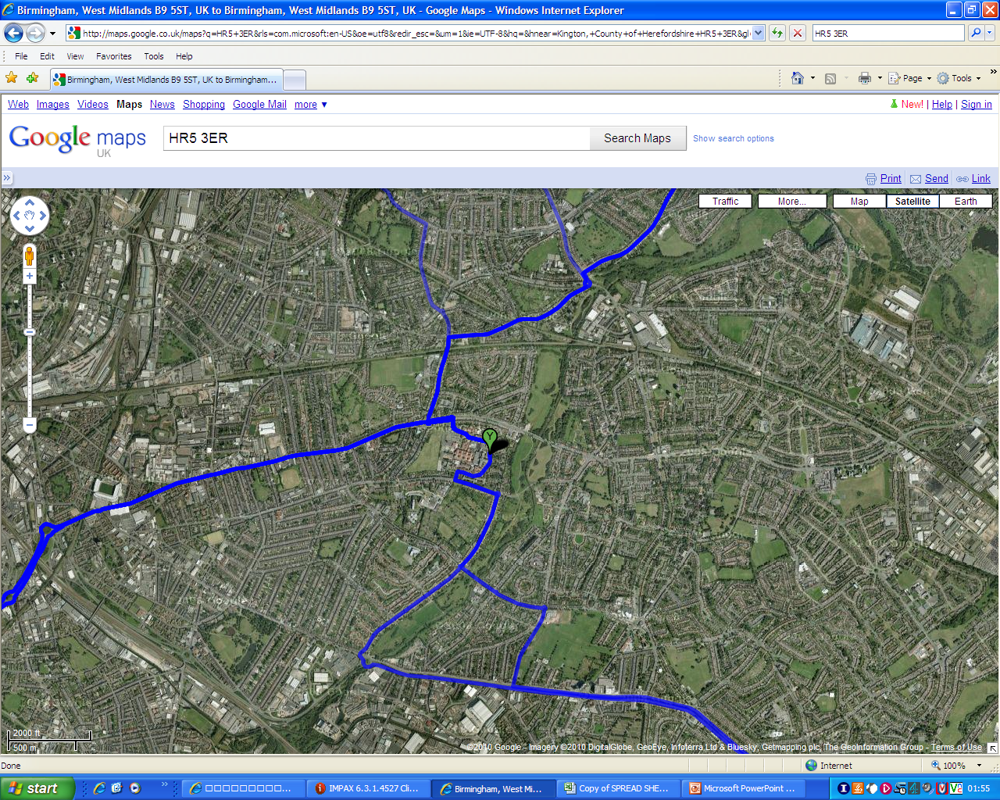 Birmingham, West Midlands B9 5ST, UK to Birmingham, West Midlands B9 5ST, UK - Google Maps - Windows Internet Explorer
http://maps.google.co.uk/maps?q=HR5+3ER&rls=com.microsoft:en-US&oe=utf8&redir_esc=&um=1&ie=UTF-8&hq=&hnear=Kington,+County+of+Herefordshire+HR5+3ER&gl
HR5 3ER
File Edit View Favorites Tools Help
Birmingham, West Midlands B9 5ST, UK to Birmingham...
Page Tools
Web Images Videos Maps News Shopping Google Mail more ▼
New! | Help | Sign in
Google maps
UK
HR5 3ER
Search Maps
Show search options
Print Send Link
Traffic More... Map Satellite Earth
Y
2000 ft
500 m
©2010 Google - Imagery ©2010 DigitalGlobe, GeoEye, Infoterra Ltd & Bluesky, Getmapping plc, The GeoInformation Group - Terms of Use
Done
Internet
100%
start
IMPAX 6.3.1.4527 Cli...
Birmingham, West Mi...
Copy of SPREAD SHE...
Microsoft PowerPoint ...
01:55